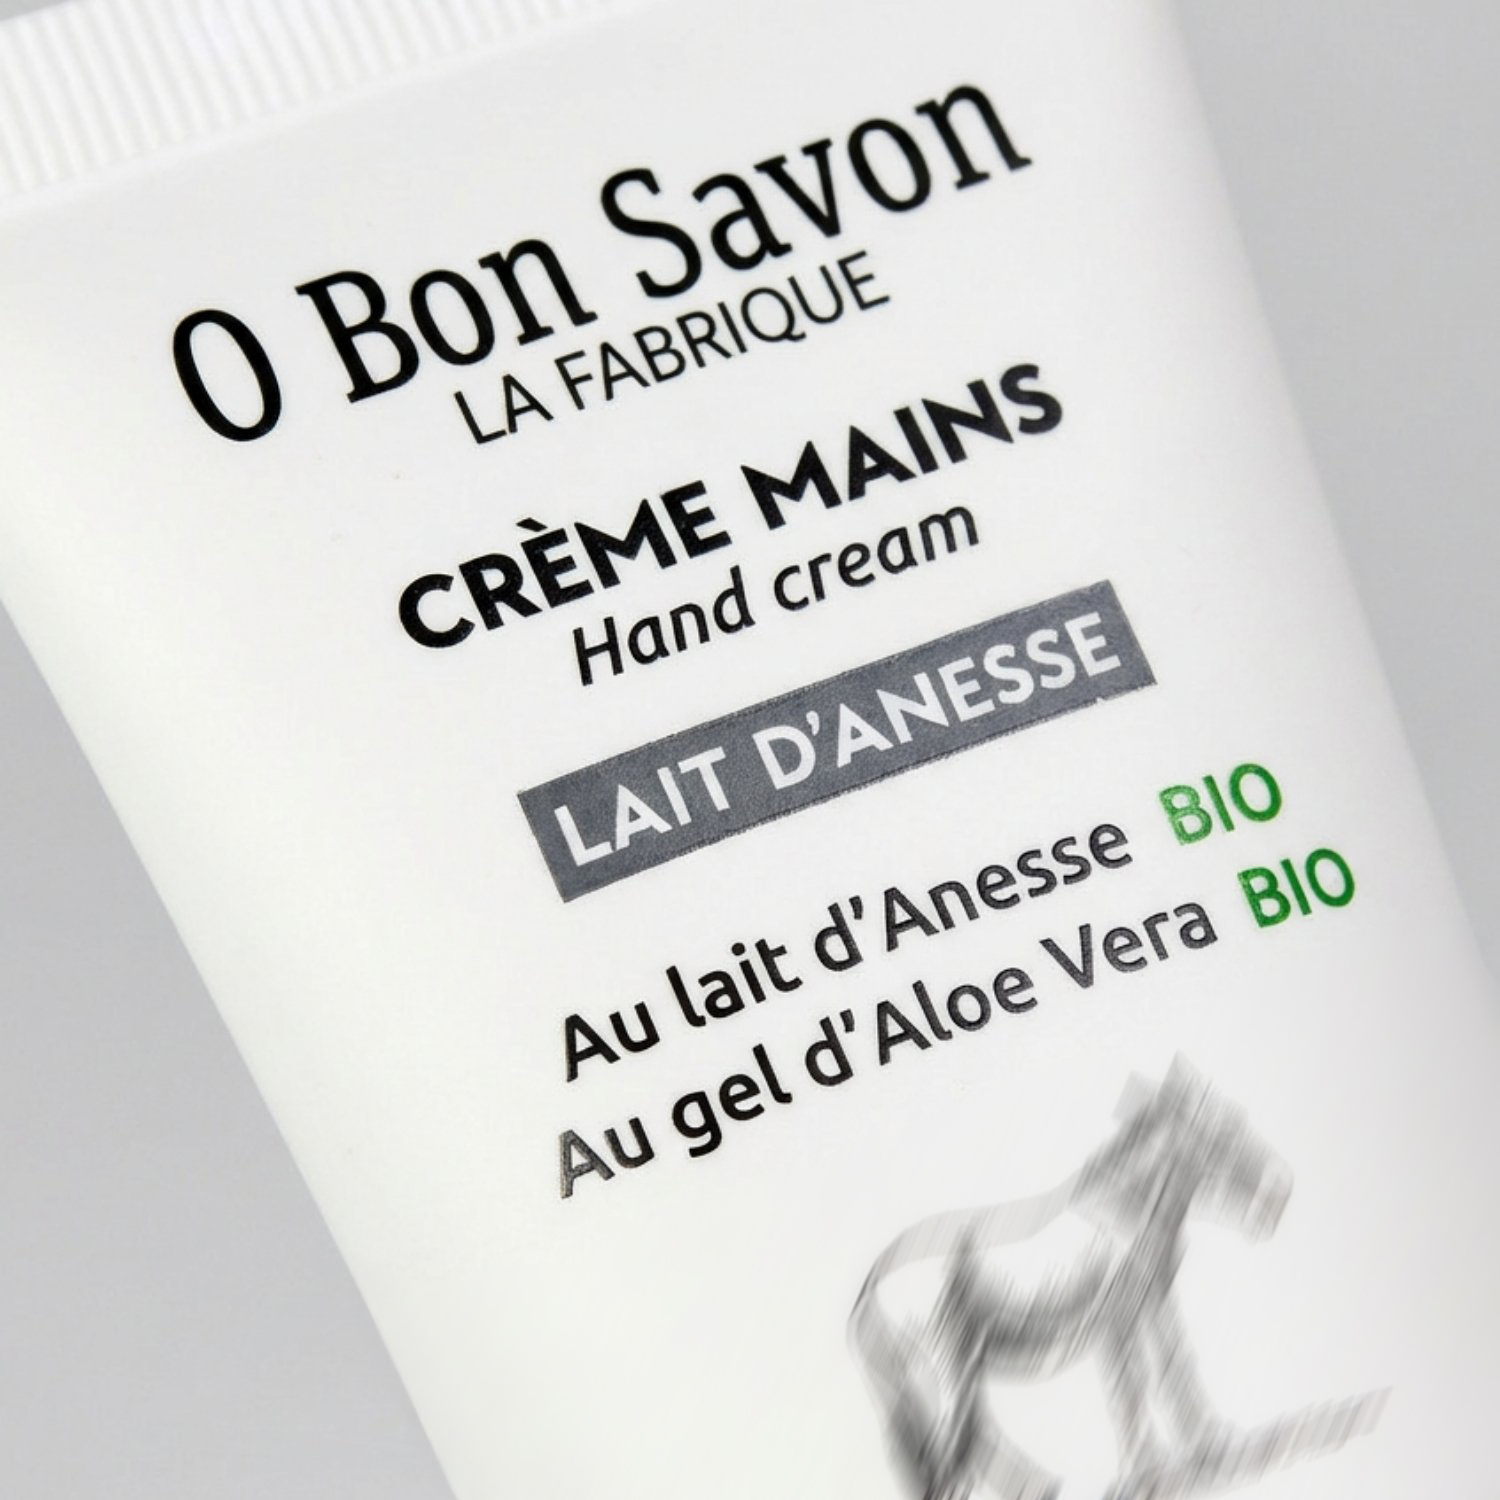 O Bon Savon
LA FABRIQUE
CRÈME MAINS
Hand cream
LAIT D'ANESSE
Au lait d'Anesse BIO
Au gel d'Aloe Vera BIO